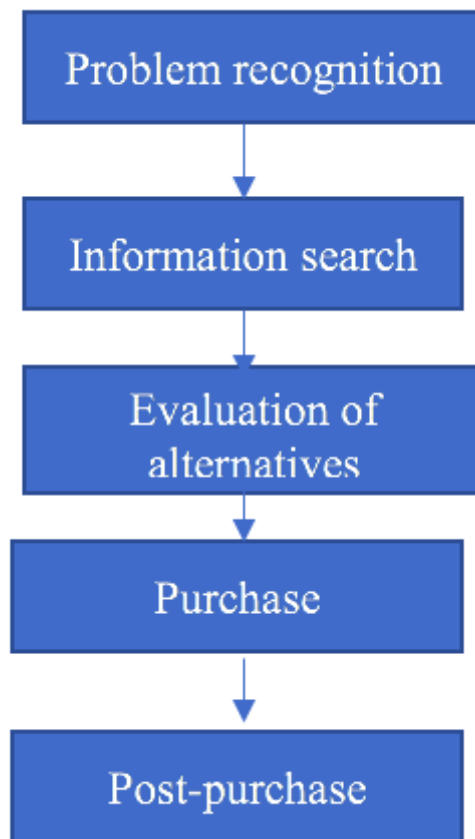 Problem recognition
Information search
Evaluation of
alternatives
Purchase
Post-purchase